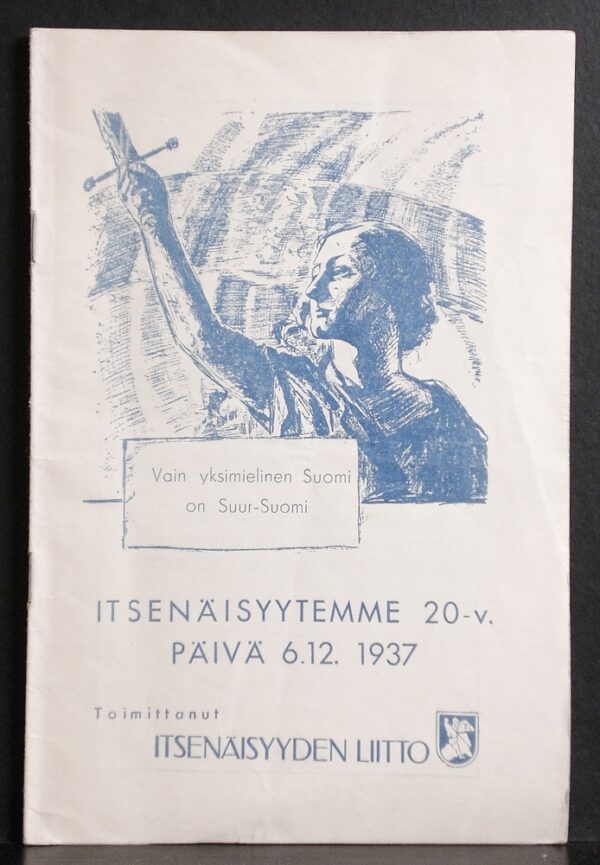 Vain yksimielinen Suomi
on Suur-Suomi
ITSENÄISYYTEMME 20-v.
PÄIVÄ 6.12. 1937
Toimittanut
ITSENÄISYYDEN LIITTO